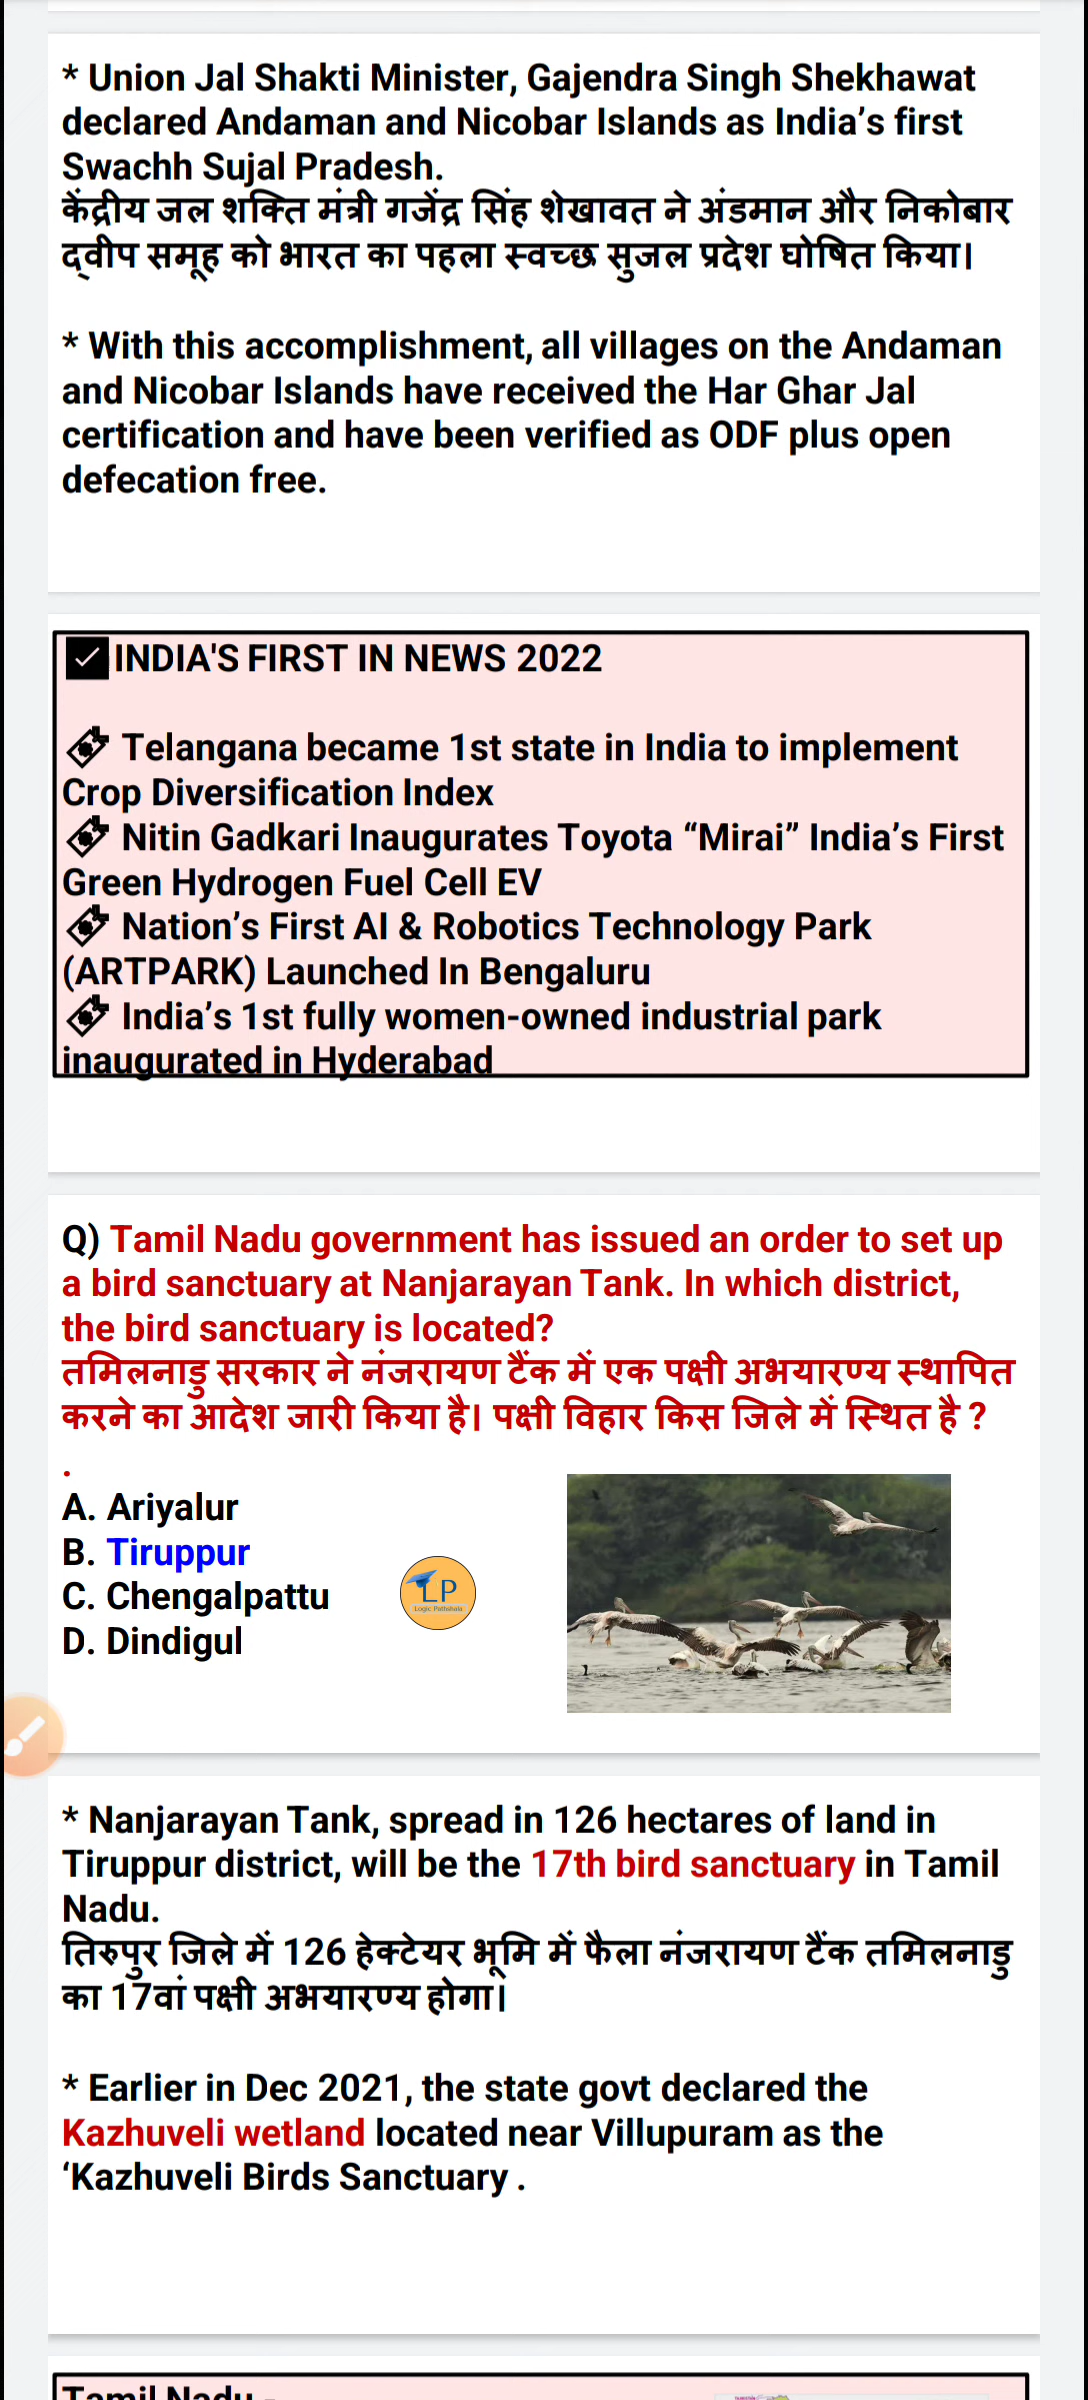 * Union Jal Shakti Minister, Gajendra Singh Shekhawat
declared Andaman and Nicobar Islands as India’s first
Swachh Sujal Pradesh.
केंद्रीय जल शक्ति मंत्री गजेंद्र सिंह शेखावत ने अंडमान और निकोबार
द्वीप समूह को भारत का पहला स्वच्छ सुजल प्रदेश घोषित किया।
* With this accomplishment, all villages on the Andaman
and Nicobar Islands have received the Har Ghar Jal
certification and have been verified as ODF plus open
defecation free.
INDIA'S FIRST IN NEWS 2022
Telangana became 1st state in India to implement
Crop Diversification Index
Nitin Gadkari Inaugurates Toyota “Mirai” India’s First
Green Hydrogen Fuel Cell EV
Nation’s First AI & Robotics Technology Park
(ARTPARK) Launched In Bengaluru
India’s 1st fully women-owned industrial park
inaugurated in Hyderabad
Q) Tamil Nadu government has issued an order to set up
a bird sanctuary at Nanjarayan Tank. In which district,
the bird sanctuary is located?
तमिलनाडु सरकार ने नंजरायण टैंक में एक पक्षी अभयारण्य स्थापित
करने का आदेश जारी किया है। पक्षी विहार किस जिले में स्थित है ?
.
A. Ariyalur
B. Tiruppur
C. Chengalpattu
D. Dindigul
LP
Logic Pathshala
* Nanjarayan Tank, spread in 126 hectares of land in
Tiruppur district, will be the 17th bird sanctuary in Tamil
Nadu.
तिरुपुर जिले में 126 हेक्टेयर भूमि में फैला नंजरायण टैंक तमिलनाडु
का 17वां पक्षी अभयारण्य होगा।
* Earlier in Dec 2021, the state govt declared the
Kazhuveli wetland located near Villupuram as the
‘Kazhuveli Birds Sanctuary .
Tamil Nadu -